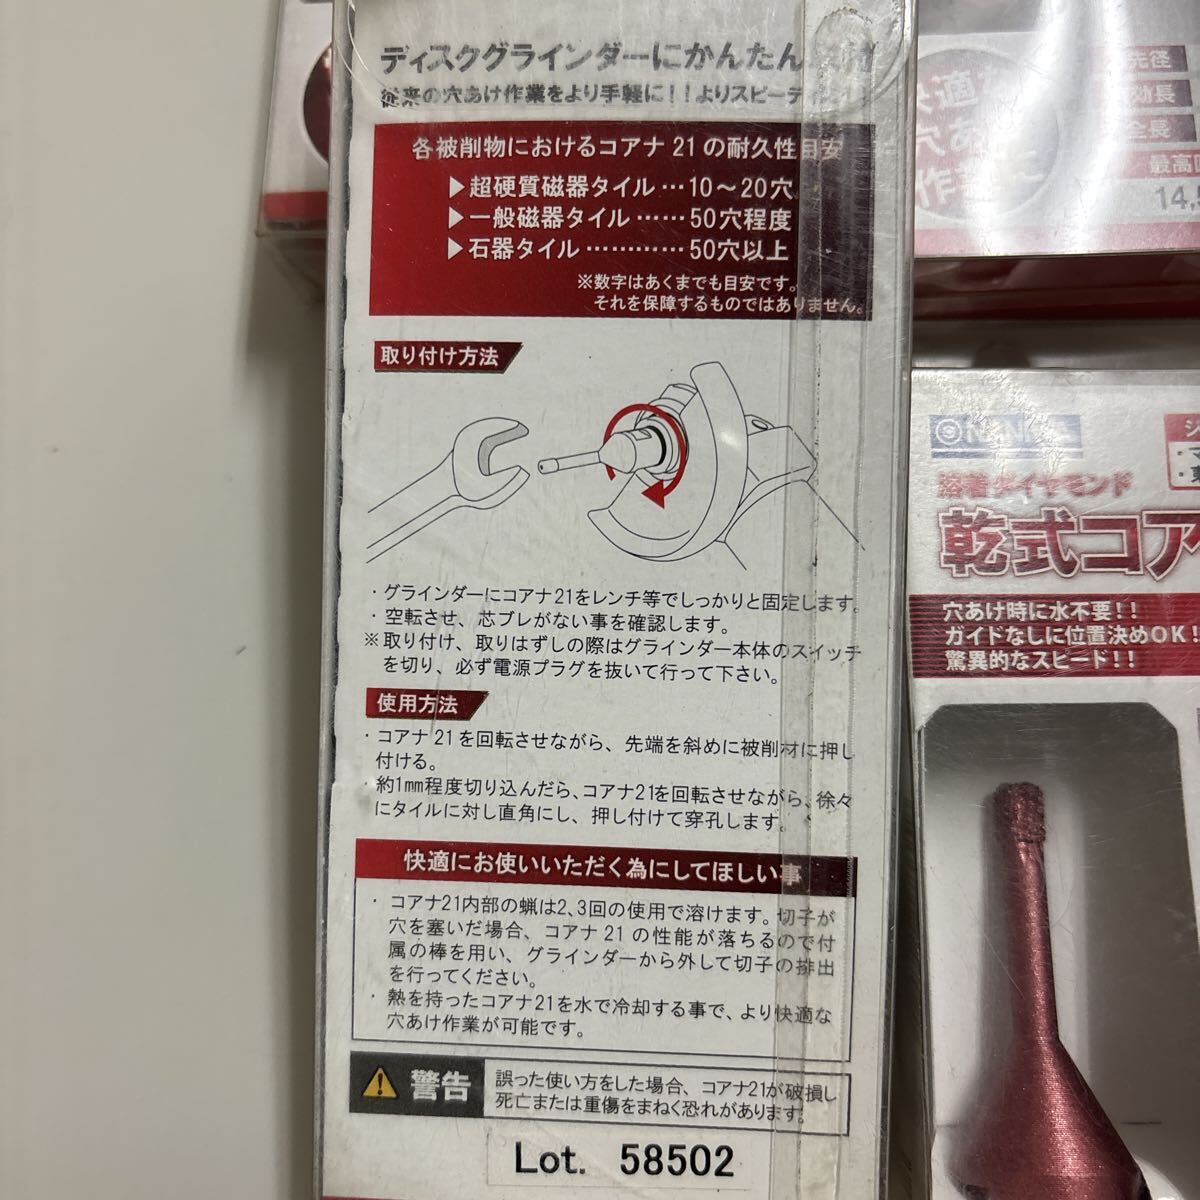 ディスクグラインダーにかんたん
従来の穴あけ作業をより手軽に!!よりスピーディ
各被削物におけるコアナ21の耐久性目安
▶超硬質磁器タイル…10～20穴
▶一般磁器タイル……50穴程度
▶石器タイル…………50穴以上
※数字はあくまでも目安です。
それを保障するものではありません。
取り付け方法
・グラインダーにコアナ21をレンチ等でしっかりと固定します。
・空転させ、芯ブレがない事を確認します。
※取り付け、取りはずしの際はグラインダー本体のスイッチ
を切り、必ず電源プラグを抜いて行って下さい。
使用方法
・コアナ21を回転させながら、先端を斜めに被削材に押し
付ける。
・約1mm程度切り込んだら、コアナ21を回転させながら、徐々
にタイルに対し直角にし、押し付けて穿孔します。
快適にお使いいただく為にしてほしい事
・コアナ21内部の蝋は2、3回の使用で溶けます。切子が
穴を塞いだ場合、コアナ21の性能が落ちるので付
属の棒を用い、グラインダーから外して切子の排出
を行ってください。
・熱を持ったコアナ21を水で冷却する事で、より快適な
穴あけ作業が可能です。
警告
誤った使い方をした場合、コアナ21が破損し
死亡または重傷をまねく恐れがあります。
Lot. 58502
快適な
穴あ
作業に
先径
効長
全長
最高
14,
溶着ダイヤモンド
乾式コア
穴あけ時に水不要!!
ガイドなしに位置決めOK!
驚異的なスピード!!